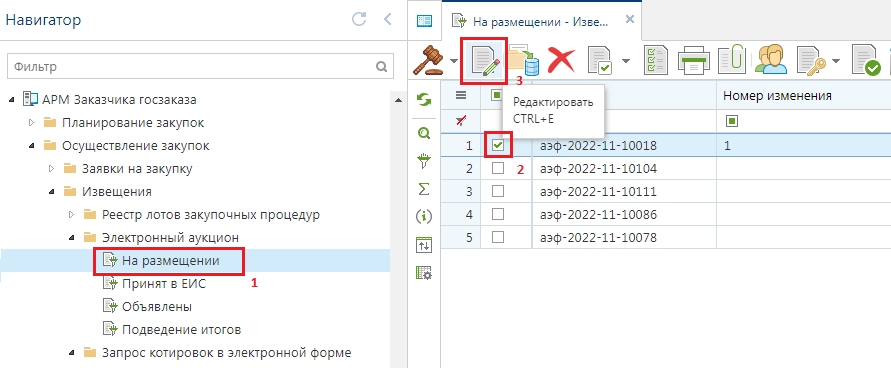 Навигатор
Фильтр
АРМ Заказчика госзаказа
Планирование закупок
Осуществление закупок
Заявки на закупку
Извещения
Реестр лотов закупочных процедур
Электронный аукцион
На размещении
1
Принят в ЕИС
Объявлены
Подведение итогов
Запрос котировок в электронной форме
На размещении - Изве...
3
Редактировать
CTRL+E
Номер изменения
1 аэф-2022-11-10018 1
2 2 аэф-2022-11-10104
3 аэф-2022-11-10111
4 аэф-2022-11-10086
5 аэф-2022-11-10078